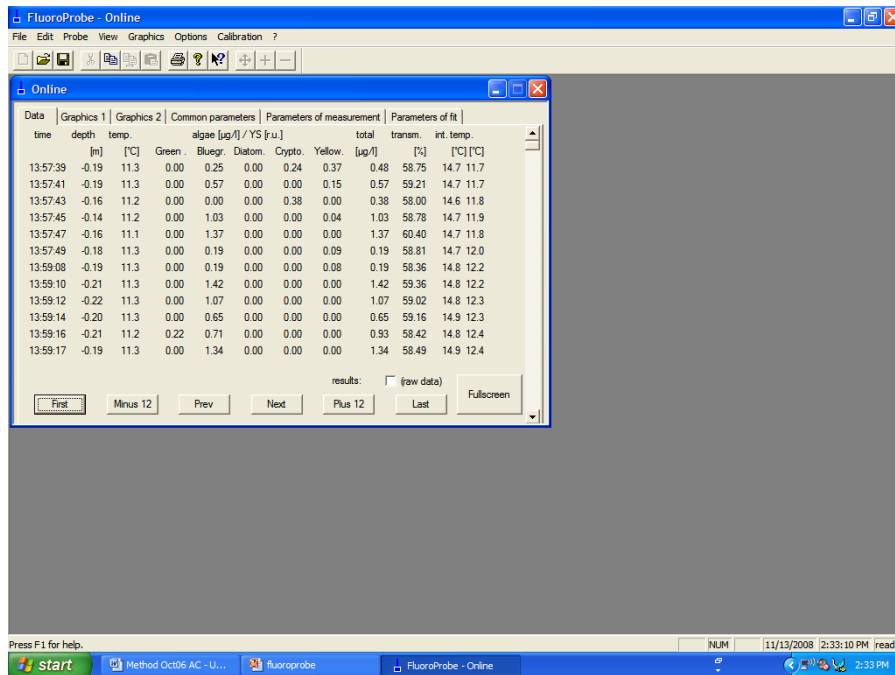 FluoroProbe - Online
File Edit Probe View Graphics Options Calibration ?
Online
Data Graphics 1 Graphics 2 Common parameters Parameters of measurement Parameters of fit
time depth temp. algae [µg/l] / YS [r.u.] total transm. int. temp.
[m] [°C] Green . Bluegr. Diatom. Crypto. Yellow. [µg/l] [%] [°C] [°C]
13:57:39 -0.19 11.3 0.00 0.25 0.00 0.24 0.37 0.48 58.75 14.7 11.7
13:57:41 -0.19 11.3 0.00 0.57 0.00 0.00 0.15 0.57 59.21 14.7 11.7
13:57:43 -0.16 11.2 0.00 0.00 0.00 0.38 0.00 0.38 58.00 14.6 11.8
13:57:45 -0.14 11.2 0.00 1.03 0.00 0.00 0.04 1.03 58.78 14.7 11.9
13:57:47 -0.16 11.1 0.00 1.37 0.00 0.00 0.00 1.37 60.40 14.7 11.8
13:57:49 -0.18 11.3 0.00 0.19 0.00 0.00 0.09 0.19 58.81 14.7 12.0
13:59:08 -0.19 11.3 0.00 0.19 0.00 0.00 0.08 0.19 58.36 14.8 12.2
13:59:10 -0.21 11.3 0.00 1.42 0.00 0.00 0.00 1.42 59.36 14.8 12.2
13:59:12 -0.22 11.3 0.00 1.07 0.00 0.00 0.00 1.07 59.02 14.8 12.3
13:59:14 -0.20 11.3 0.00 0.65 0.00 0.00 0.00 0.65 59.16 14.9 12.3
13:59:16 -0.21 11.2 0.22 0.71 0.00 0.00 0.00 0.93 58.42 14.8 12.4
13:59:17 -0.19 11.3 0.00 1.34 0.00 0.00 0.00 1.34 58.49 14.9 12.4
results: (raw data)
First Minus 12 Prev Next Plus 12 Last Fullscreen
Press F1 for help. NUM 11/13/2008 2:33:10 PM read
start Method Oct06 AC - U... fluoroprobe FluoroProbe - Online 2:33 PM